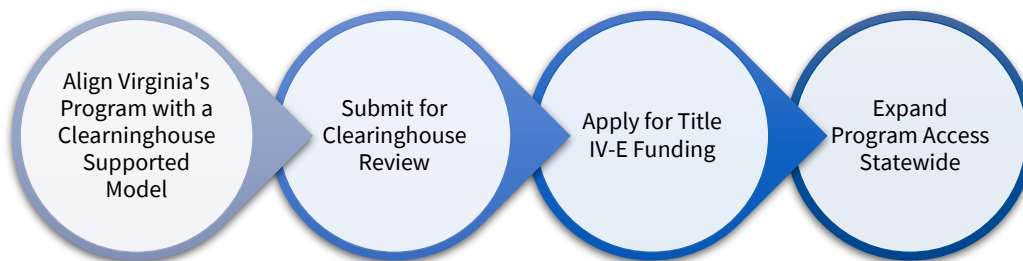 Align Virginia's
Program with a
Clearninghouse
Supported
Model
Submit for
Clearinghouse
Review
Apply for Title
IV-E Funding
Expand
Program Access
Statewide